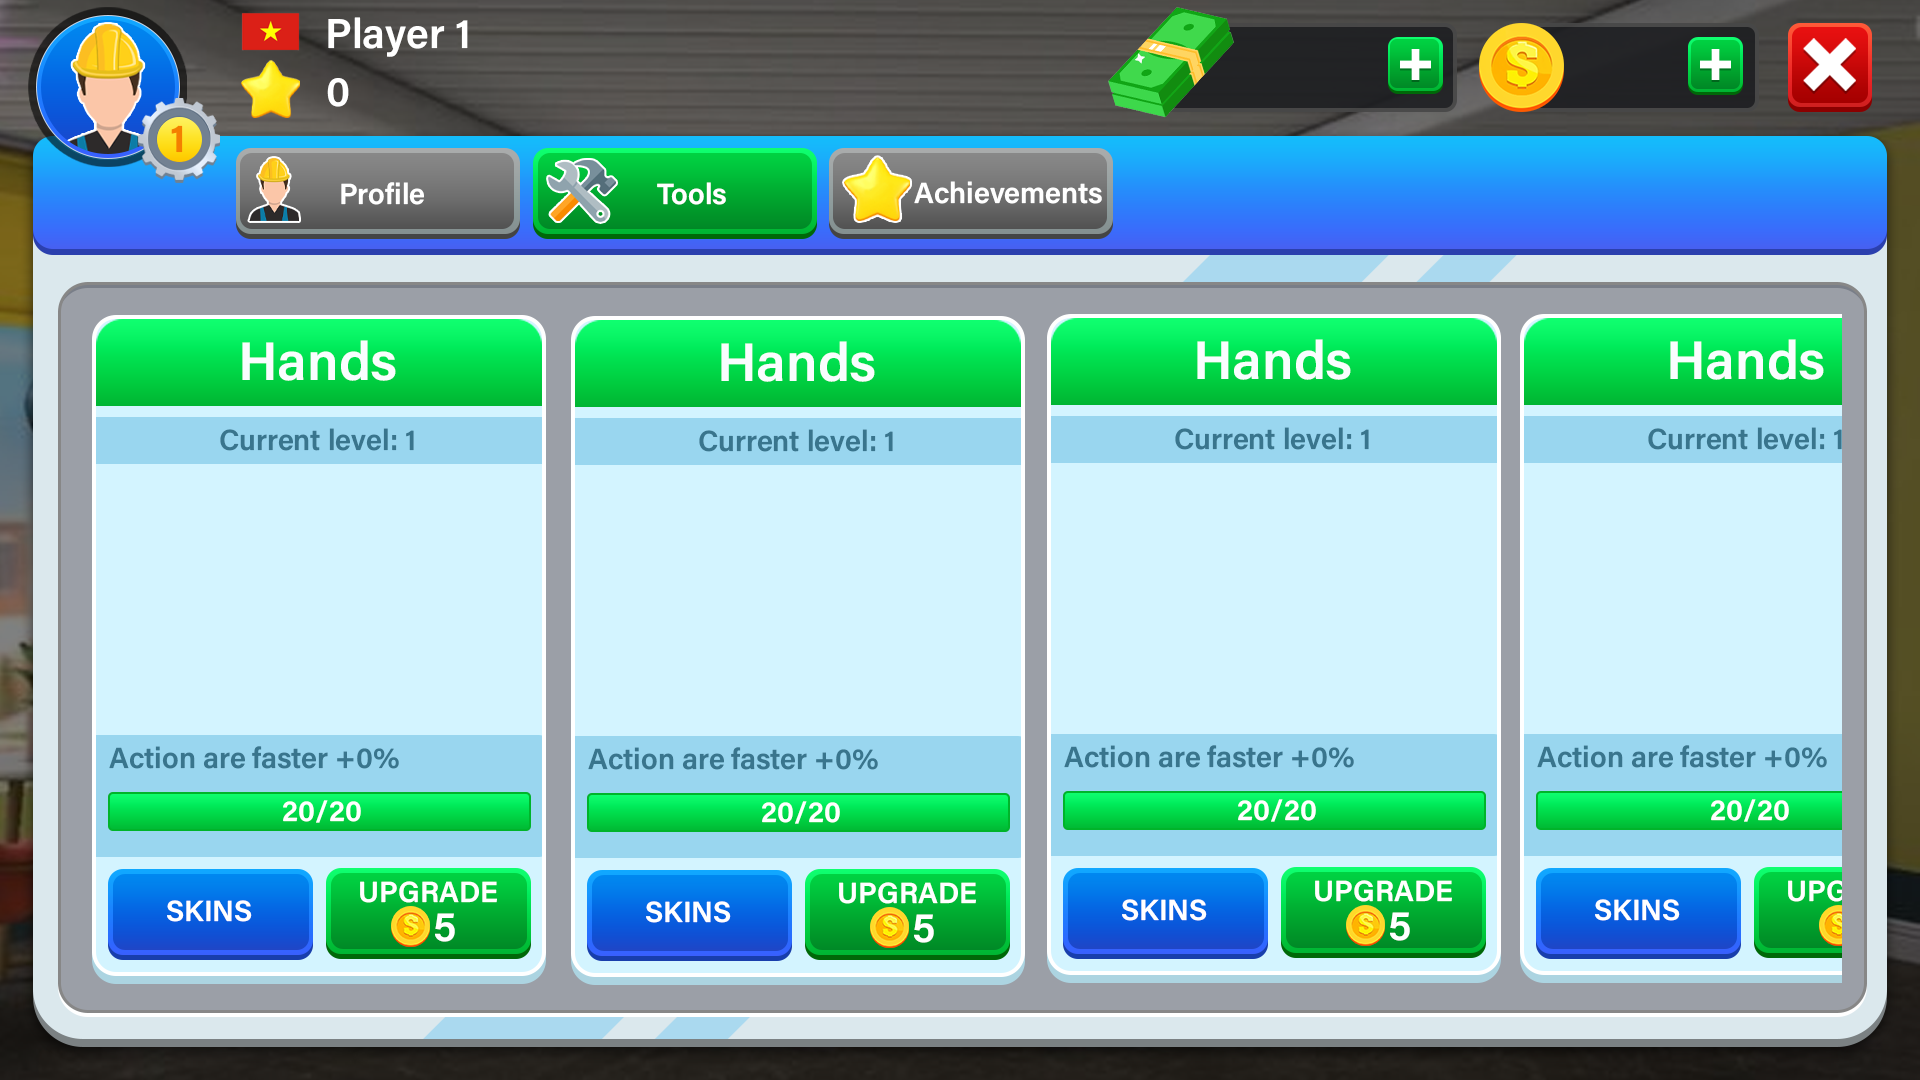 Player 1
0
1
Profile
Tools
Achievements
Hands
Current level: 1
Action are faster +0%
20/20
SKINS
UPGRADE
5
Hands
Current level: 1
Action are faster +0%
20/20
SKINS
UPGRADE
5
Hands
Current level: 1
Action are faster +0%
20/20
SKINS
UPGRADE
5
Hands
Current level: 1
Action are faster +0%
20/20
SKINS
UPG